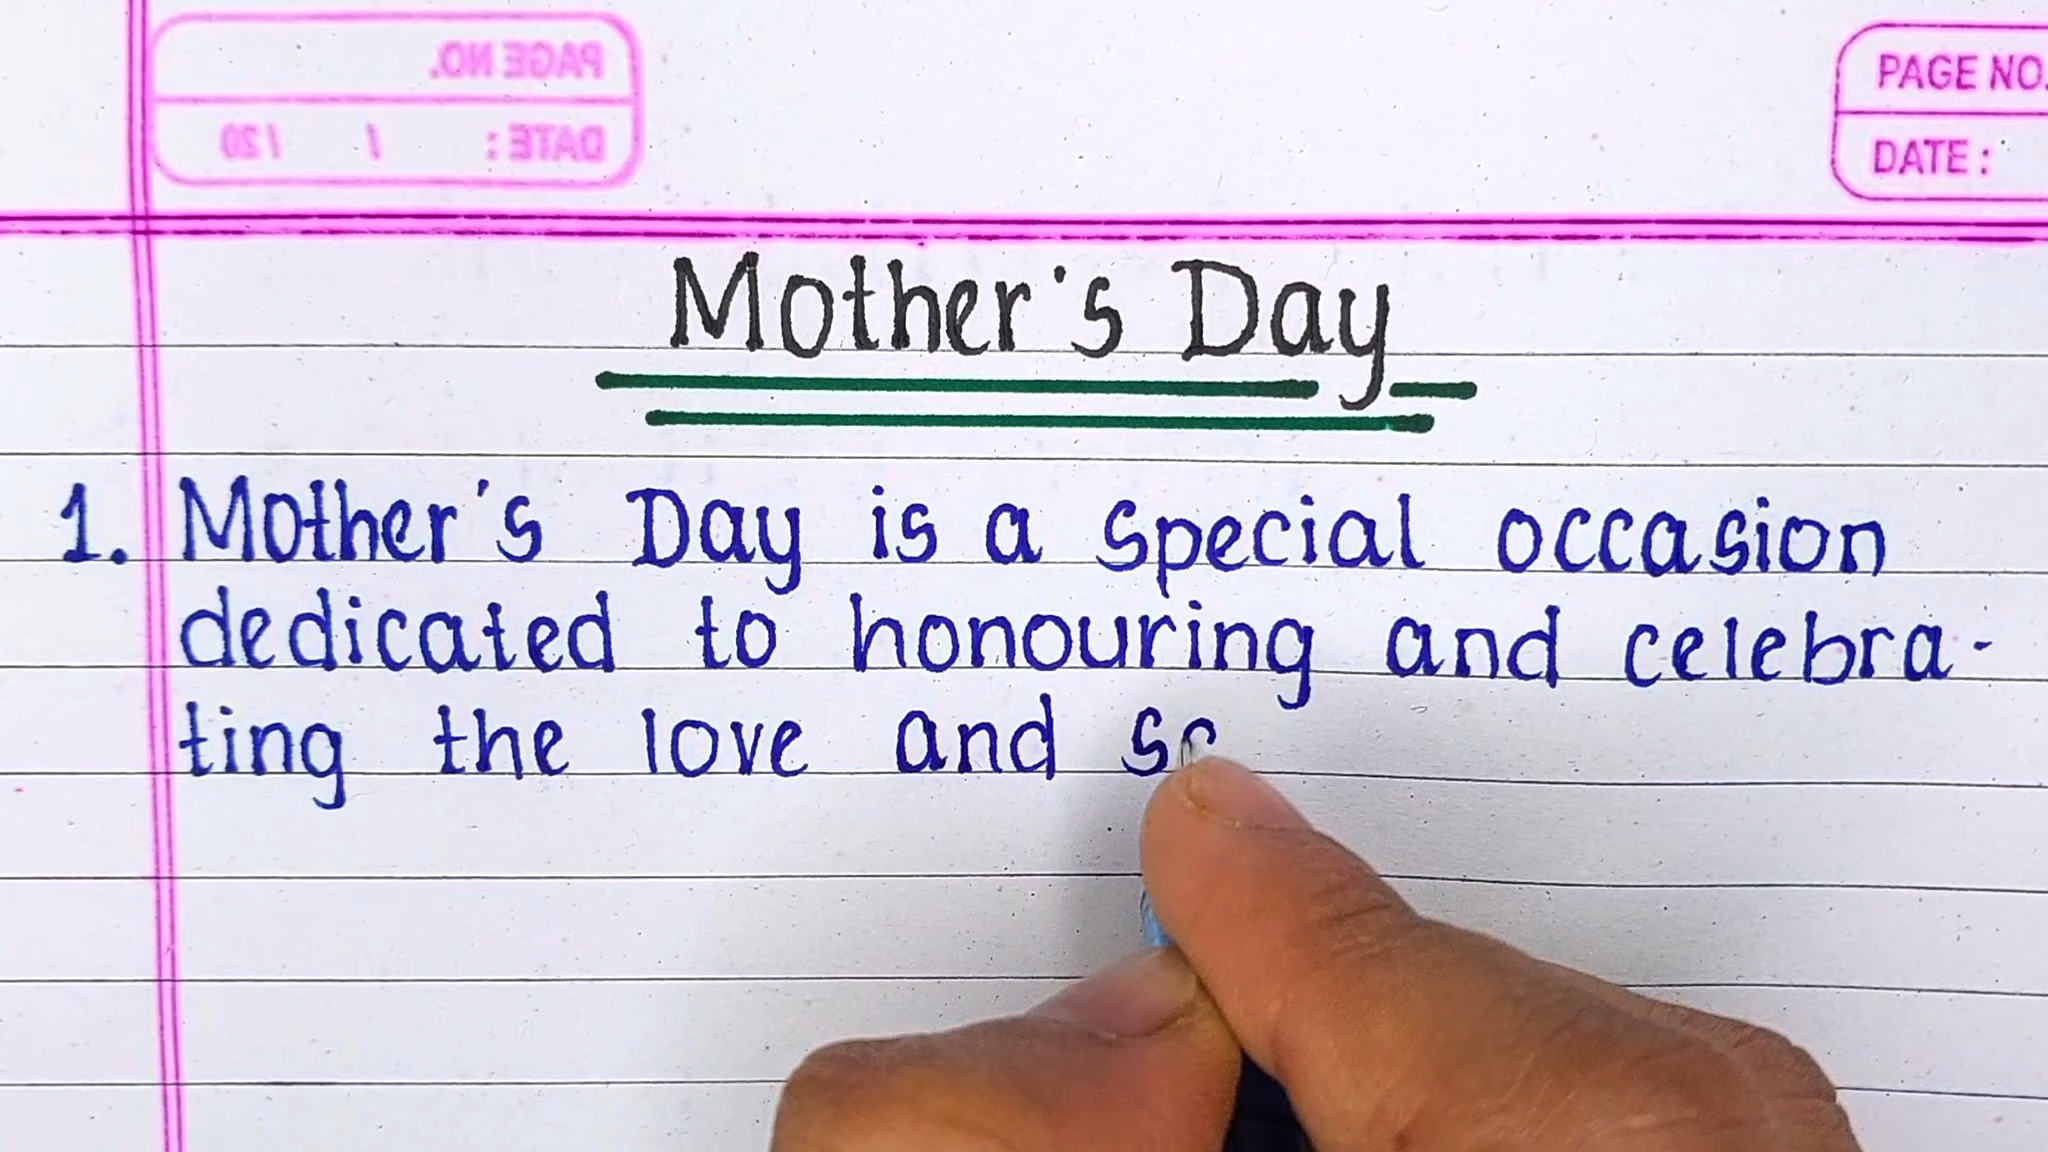 PAGE NO.
DATE: / /20
PAGE NO.
DATE:
Mother's Day
1. Mother's Day is a special occasion
dedicated to honouring and celebra-
ting the love and